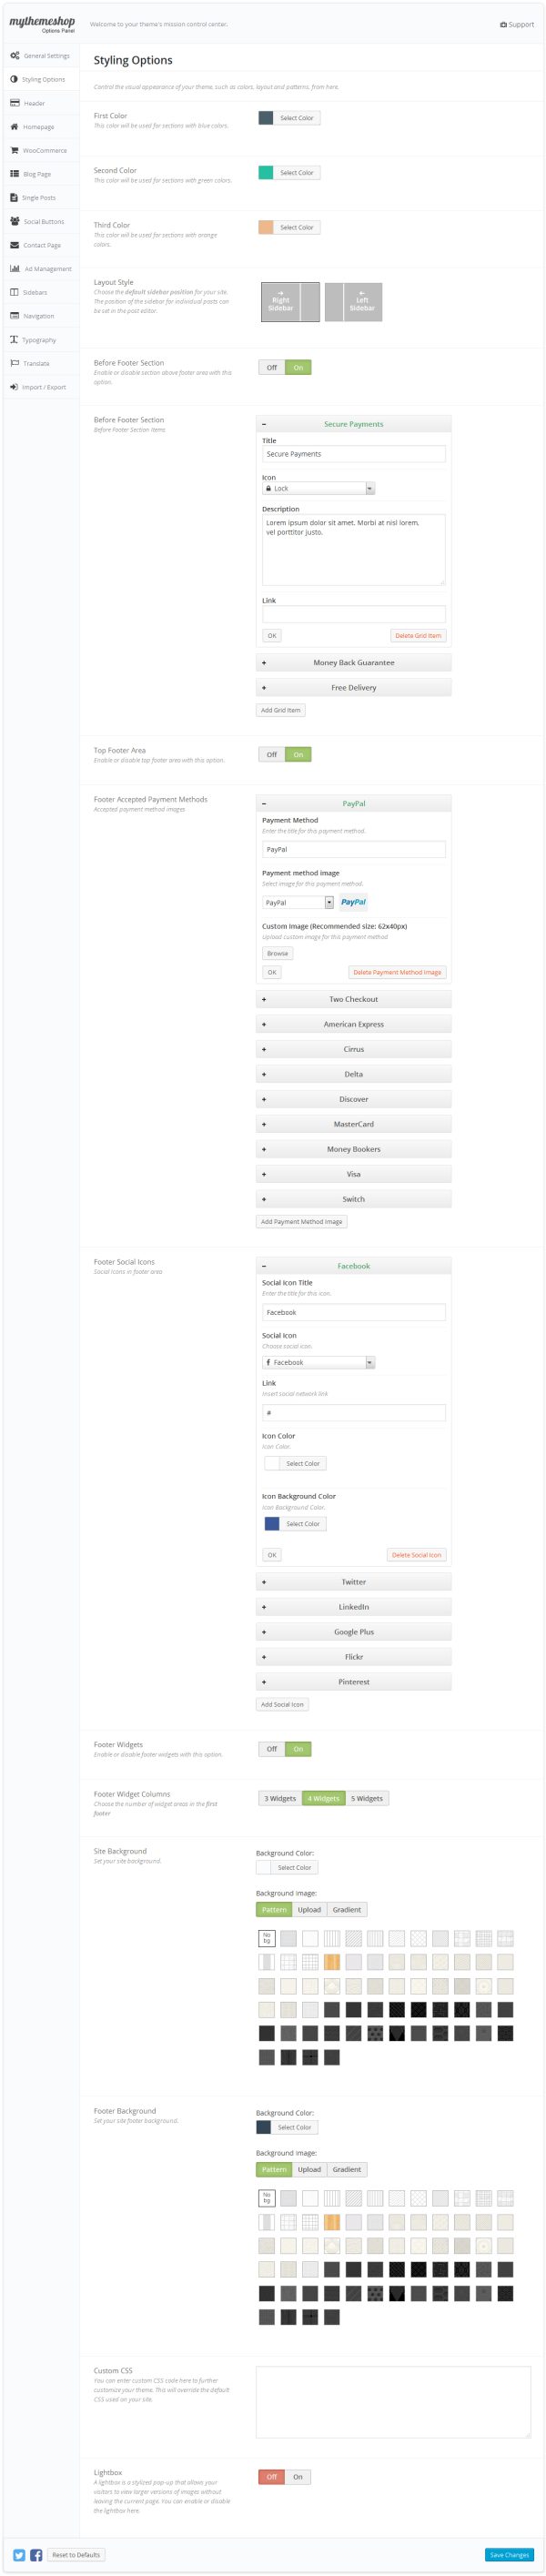 mythemeshop
Options Panel
Welcome to your theme's mission control center.
Support
General Settings
Styling Options
Header
Homepage
WooCommerce
Blog Page
Single Posts
Social Buttons
Contact Page
Ad Management
Sidebars
Navigation
Typography
Translate
Import / Export
Styling Options
Control the visual appearance of your theme, such as colors, layout and patterns, from here.
First Color
This color will be used for sections with blue colors.
Select Color
Second Color
This color will be used for sections with green colors.
Select Color
Third Color
This color will be used for sections with orange
colors.
Select Color
Layout Style
Choose the default sidebar position for your site.
The position of the sidebar for individual posts can
be set in the post editor.
Right
Sidebar
Left
Sidebar
Before Footer Section
Enable or disable section above footer area with this
option.
Off On
Before Footer Section
Before Footer Section items
Secure Payments
Title
Secure Payments
Icon
Lock
Description
Lorem ipsum dolor sit amet. Morbi at nisl lorem,
vel porttitor justo.
Link
OK
Delete Grid Item
Money Back Guarantee
Free Delivery
Add Grid Item
Top Footer Area
Enable or disable top footer area with this option.
Off On
Footer Accepted Payment Methods
Accepted payment method images
PayPal
Payment Method
Enter the title for this payment method.
PayPal
Payment method image
Select image for this payment method.
PayPal
PayPal
Custom image (Recommended size: 62x40px)
Upload custom image for this payment method
Browse
OK
Delete Payment Method Image
Two Checkout
American Express
Cirrus
Delta
Discover
MasterCard
Money Bookers
Visa
Switch
Add Payment Method Image
Footer Social Icons
Social Icons in footer area.
Facebook
Social Icon Title
Enter the title for this icon.
Facebook
Social Icon
Choose social icon.
Facebook
Link
Insert social network link
#
Icon Color
Icon Color.
Select Color
Icon Background Color
Icon Background Color.
Select Color
OK
Delete Social Icon
Twitter
LinkedIn
Google Plus
Flickr
Pinterest
Add Social Icon
Footer Widgets
Enable or disable footer widgets with this option.
Off On
Footer Widget Columns
Choose the number of widget areas in the first
footer
3 Widgets 4 Widgets 5 Widgets
Site Background
Set your site background.
Background Color:
Select Color
Background Image:
Pattern Upload Gradient
No
bg
Footer Background
Set your site footer background.
Background Color:
Select Color
Background Image:
Pattern Upload Gradient
No
bg
Custom CSS
You can enter custom CSS code here to further
customize your theme. This will override the default
CSS used on your site.
Lightbox
A lightbox is a stylized pop-up that allows your
visitors to view larger versions of images without
leaving the current page. You can enable or disable
the lightbox here.
Off On
Reset to Defaults
Save Changes